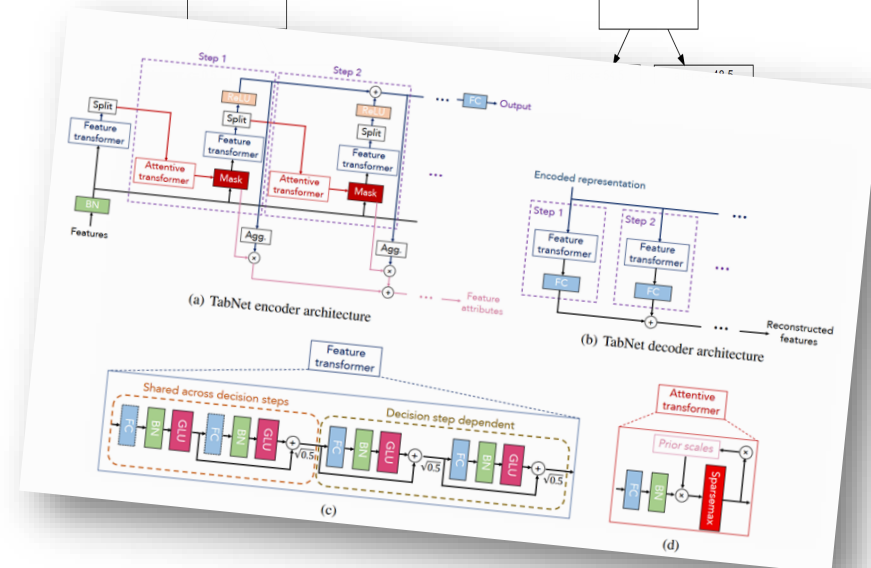 Step 1
Step 2
ReLU
FC
Output
Split
Split
ReLU
Split
Feature
transformer
Feature
transformer
Feature
transformer
Attentive
transformer
Mask
Attentive
transformer
Mask
BN
Features
Agg.
Agg.
Feature
attributes
(a) TabNet encoder architecture
Encoded representation
Step 1
Step 2
Feature
transformer
Feature
transformer
FC
FC
Reconstructed
features
(b) TabNet decoder architecture
Feature
transformer
Shared across decision steps
Decision step dependent
FC
BN
GLU
FC
BN
GLU
√0.5
FC
BN
GLU
√0.5
FC
BN
GLU
√0.5
(c)
Attentive
transformer
Prior scales
FC
BN
Sparsemax
(d)